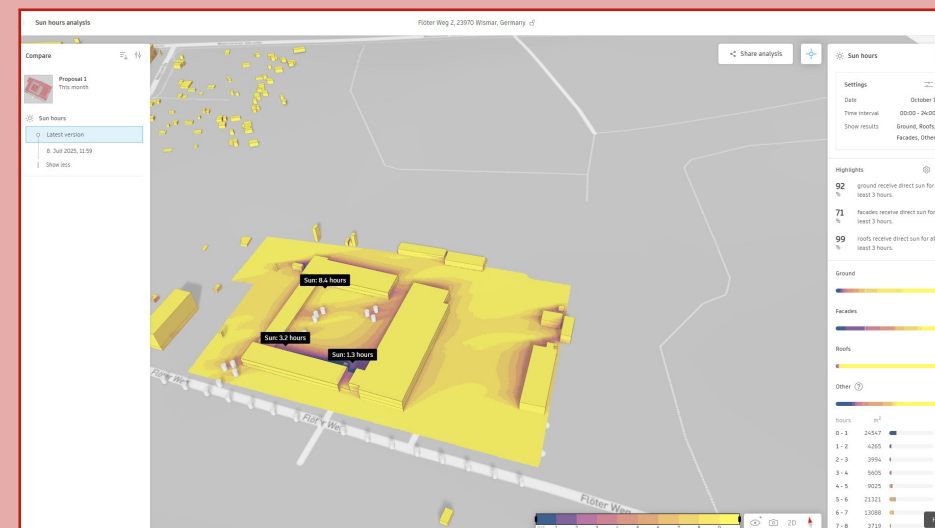 Sun hours analysis
Flöter Weg 2, 23970 Wismar, Germany
Compare
Proposal 1
This month
Sun hours
Latest version
8. Juli 2025, 11:59
Show less
Share analysis
Sun: 8.4 hours
Sun: 3.2 hours
Sun: 1.3 hours
Flöter Weg
Flöter Weg
Flöter Weg
2D
Sun hours
Settings
Date October 1
Time interval 00:00 - 24:00
Show results Ground, Roofs,
Facades, Other
Highlights
92 % ground receive direct sun for
least 3 hours.
71 % facades receive direct sun for
least 3 hours.
99 % roofs receive direct sun for at
least 3 hours.
Ground
Facades
Roofs
Other ?
hours m²
0 - 1 24547
1 - 2 4265
2 - 3 3994
3 - 4 5605
4 - 5 9025
5 - 6 21321
6 - 7 13088
7 - 8 3719